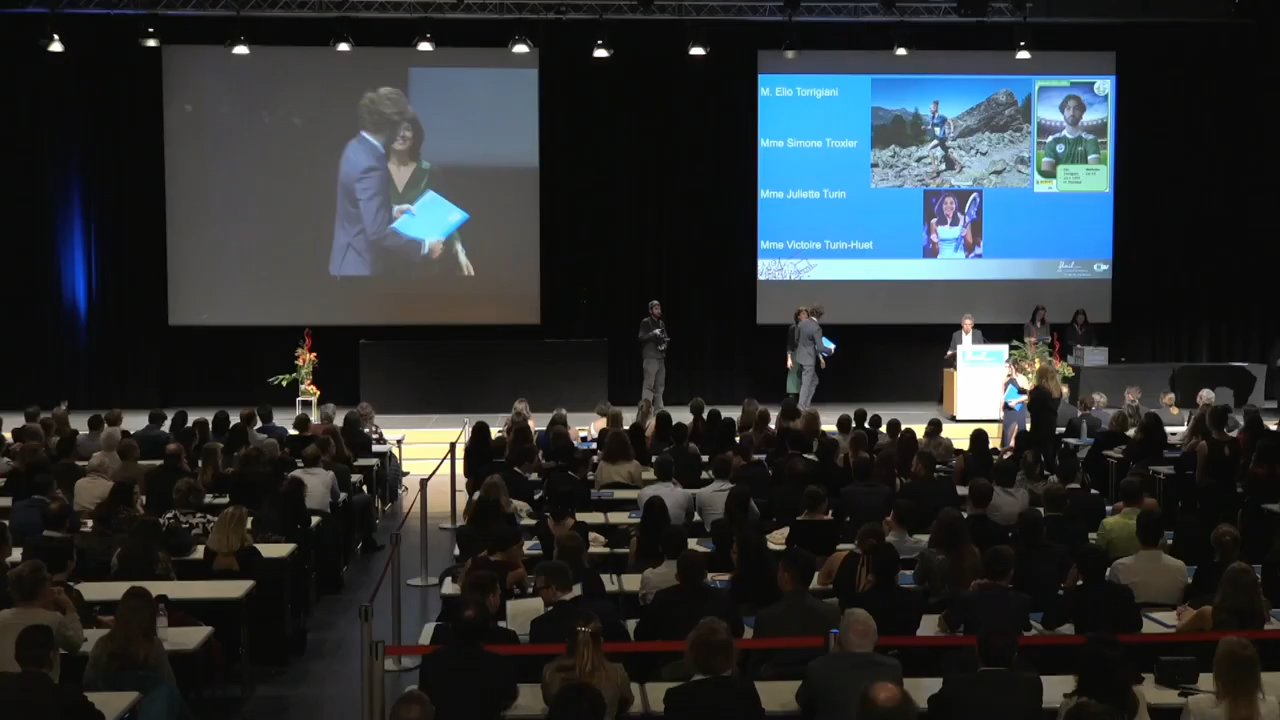 M. Elio Torrigiani
Mme Simone Troxler
Mme Juliette Turin
Mme Victoire Turin-Huet